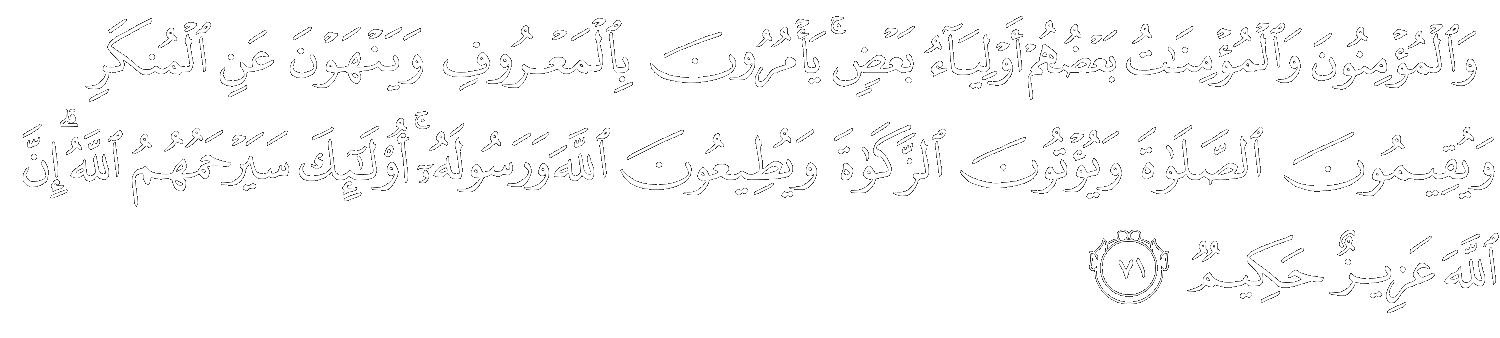 وَٱلْمُؤْمِنُونَ وَٱلْمُؤْمِنَٰتُ بَعْضُهُمْ أَوْلِيَآءُ بَعْضٍ ۚ يَأْمُرُونَ بِٱلْمَعْرُوفِ وَيَنْهَوْنَ عَنِ ٱلْمُنكَرِ
وَيُقِيمُونَ ٱلصَّلَوٰةَ وَيُؤْتُونَ ٱلزَّكَوٰةَ وَيُطِيعُونَ ٱللَّهَ وَرَسُولَهُۥٓ ۚ أُو۟لَٰٓئِكَ سَيَرْحَمُهُمُ ٱللَّهُ ۗ إِنَّ
ٱللَّهَ عَزِيزٌ حَكِيمٌ ٧١